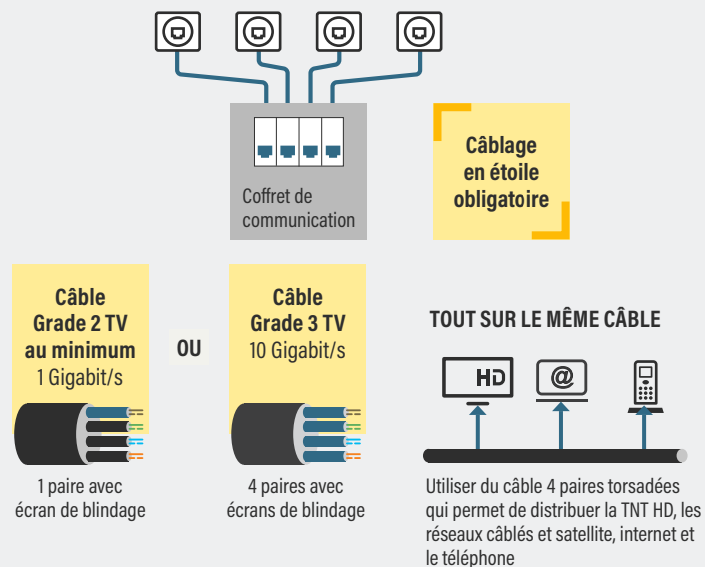 Coffret de
communication
Câblage
en étoile
obligatoire
Câble
Grade 2 TV
au minimum
1 Gigabit/s
OU
Câble
Grade 3 TV
10 Gigabit/s
1 paire avec
écran de blindage
4 paires avec
écrans de blindage
TOUT SUR LE MÊME CÂBLE
HD
@
Utiliser du câble 4 paires torsadées
qui permet de distribuer la TNT HD, les
réseaux câblés et satellite, internet et
le téléphone